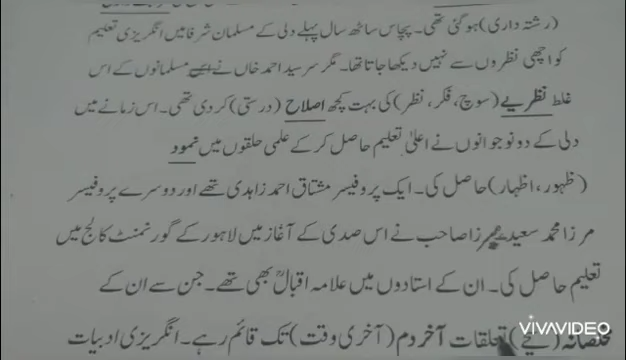 (رشتہ داری) ہو گئی تھی۔ پچاس ساٹھ سال پہلے دلی کے مسلمان شرفا میں انگریزی تعلیم
کو اچھی نظروں سے نہیں دیکھا جاتا تھا۔ مگر سر سید احمد خاں نے مسلمانوں کے اس
غلط نظریے (سوچ، فکر، نظر) کی بہت کچھ اصلاح (درستی) کر دی تھی۔ اس زمانے میں
دلی کے دو نوجوانوں نے اعلیٰ تعلیم حاصل کر کے علمی حلقوں میں نمود
(ظہور، اظہار) حاصل کی۔ ایک پروفیسر مشتاق احمد زاہدی تھے اور دوسرے پروفیسر
مرزا محمد سعید۔ مرزا صاحب نے اس صدی کے آغاز میں لاہور کے گورنمنٹ کالج میں
تعلیم حاصل کی۔ ان کے استادوں میں علامہ اقبالؒ بھی تھے۔ جن سے ان کے
مخلصانہ (سچے) تعلقات آخر دم (آخری وقت) تک قائم رہے۔ انگریزی ادبیات
VIVAVIDEO